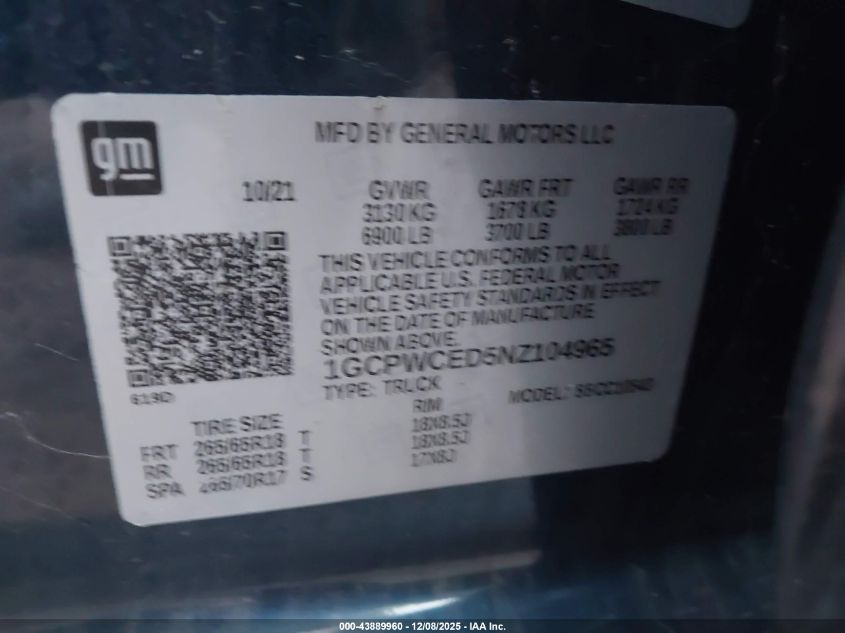 gm
MFD BY GENERAL MOTORS LLC
10/21 GVWR GAWR FRT GAWR RR
3130 KG 1678 KG 1724 KG
6900 LB 3700 LB 3800 LB
THIS VEHICLE CONFORMS TO ALL
APPLICABLE U.S. FEDERAL MOTOR
VEHICLE SAFETY STANDARDS IN EFFECT
ON THE DATE OF MANUFACTURE
SHOWN ABOVE.
1GCPWCED5NZ104965
TYPE: TRUCK MODEL:
TIRE SIZE RIM
FRT 265/65R18 T 18X8.5J
RR 265/65R18 T 18X8.5J
SPA R17 S 17X8J
000-43889960 - 12/08/2025 - IAA Inc.